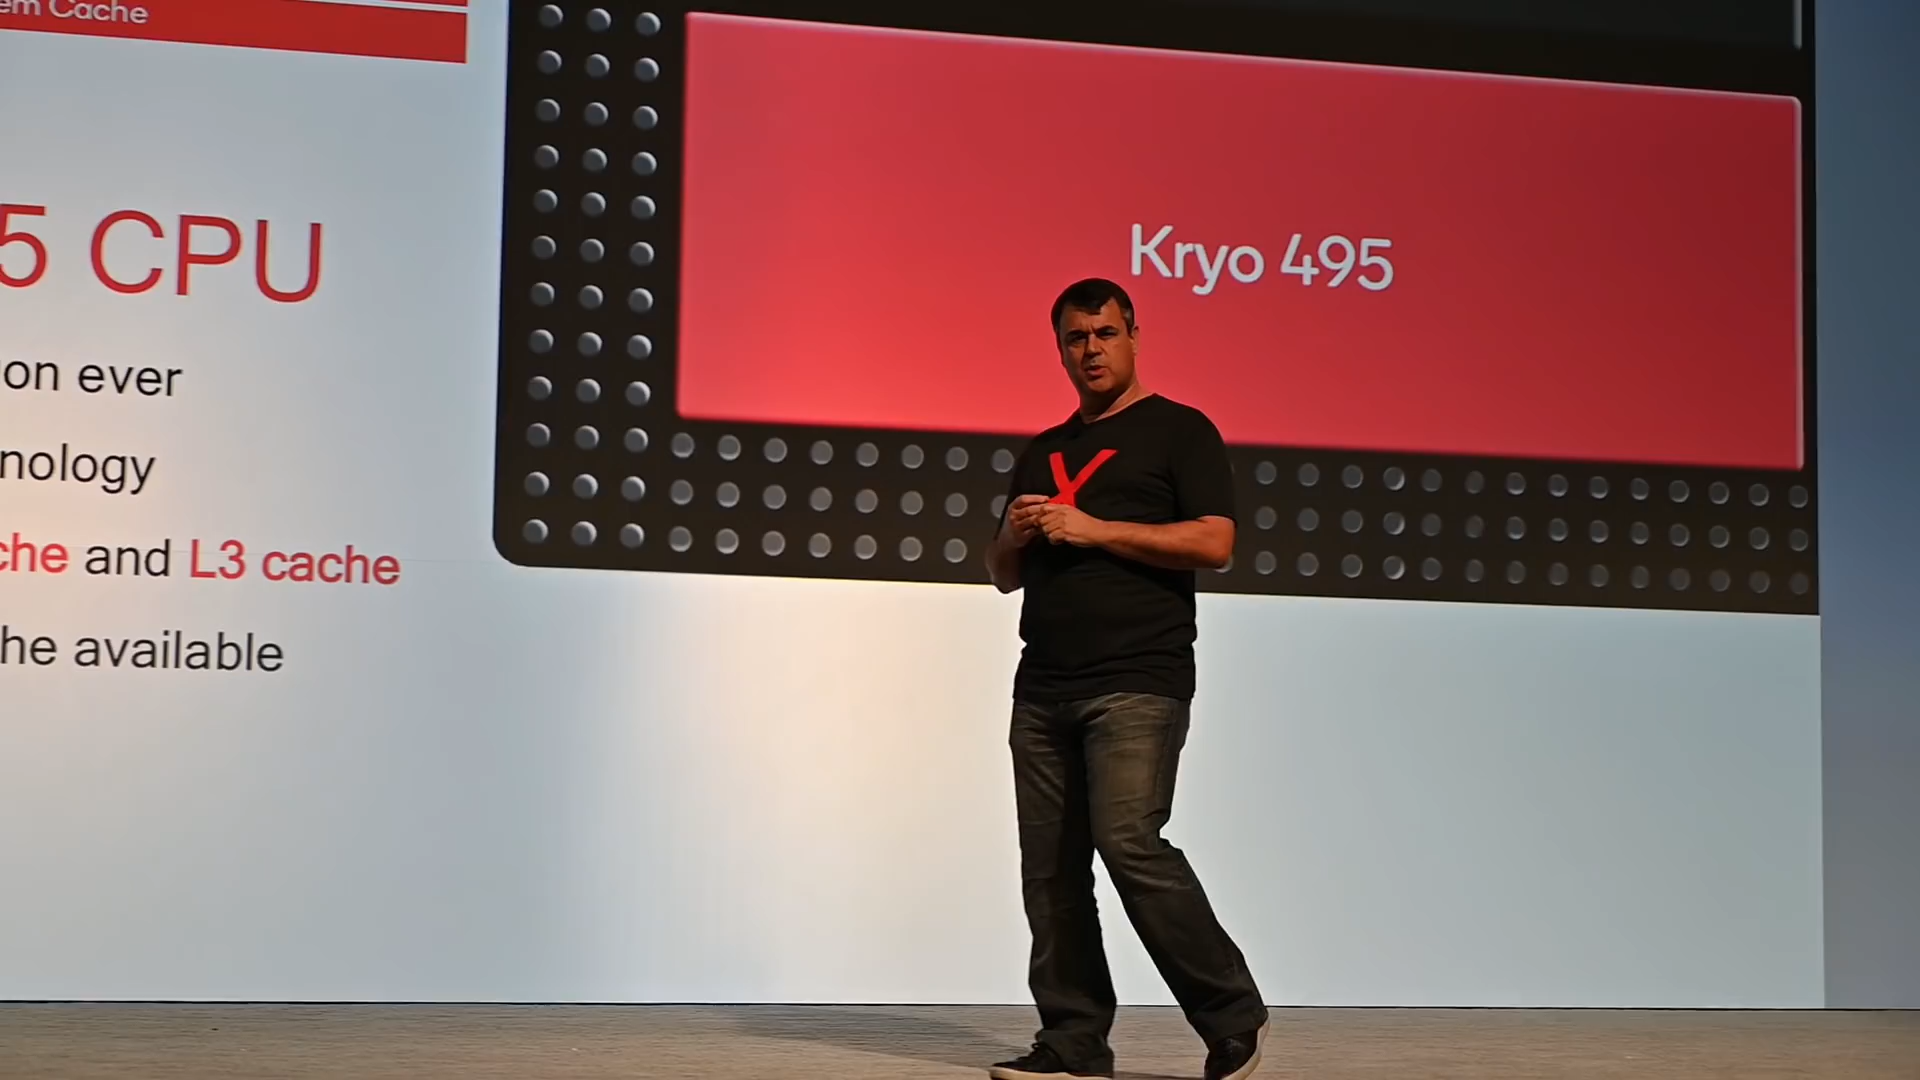 em Cache
5 CPU
on ever
nology
che and L3 cache
he available
Kryo 495